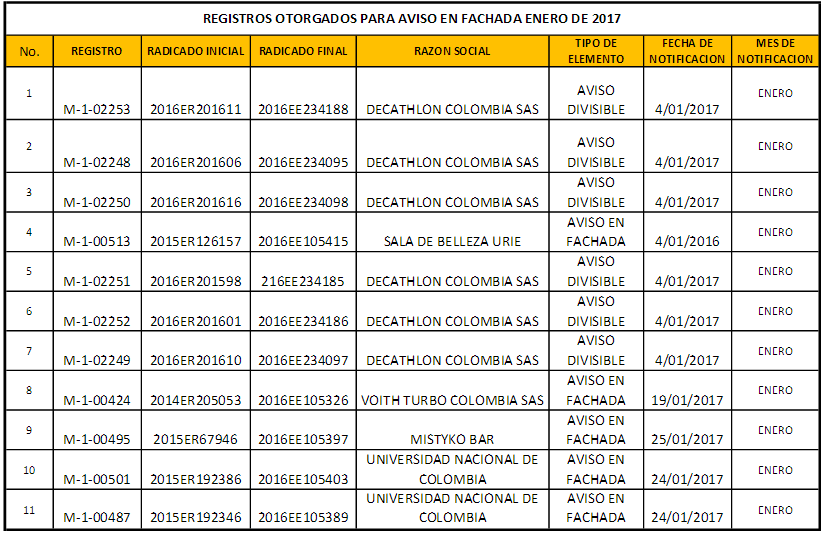 REGISTROS OTORGADOS PARA AVISO EN FACHADA ENERO DE 2017
No. REGISTRO RADICADO INICIAL RADICADO FINAL RAZON SOCIAL TIPO DE ELEMENTO FECHA DE NOTIFICACION MES DE NOTIFICACION
1 M-1-02253 2016ER201611 2016EE234188 DECATHLON COLOMBIA SAS AVISO DIVISIBLE 4/01/2017 ENERO
2 M-1-02248 2016ER201606 2016EE234095 DECATHLON COLOMBIA SAS AVISO DIVISIBLE 4/01/2017 ENERO
3 M-1-02250 2016ER201616 2016EE234098 DECATHLON COLOMBIA SAS AVISO DIVISIBLE 4/01/2017 ENERO
4 M-1-00513 2015ER126157 2016EE105415 SALA DE BELLEZA URIE AVISO EN FACHADA 4/01/2016 ENERO
5 M-1-02251 2016ER201598 216EE234185 DECATHLON COLOMBIA SAS AVISO DIVISIBLE 4/01/2017 ENERO
6 M-1-02252 2016ER201601 2016EE234186 DECATHLON COLOMBIA SAS AVISO DIVISIBLE 4/01/2017 ENERO
7 M-1-02249 2016ER201610 2016EE234097 DECATHLON COLOMBIA SAS AVISO DIVISIBLE 4/01/2017 ENERO
8 M-1-00424 2014ER205053 2016EE105326 VOITH TURBO COLOMBIA SAS AVISO EN FACHADA 19/01/2017 ENERO
9 M-1-00495 2015ER67946 2016EE105397 MISTYKO BAR AVISO EN FACHADA 25/01/2017 ENERO
10 M-1-00501 2015ER192386 2016EE105403 UNIVERSIDAD NACIONAL DE COLOMBIA AVISO EN FACHADA 24/01/2017 ENERO
11 M-1-00487 2015ER192346 2016EE105389 UNIVERSIDAD NACIONAL DE COLOMBIA AVISO EN FACHADA 24/01/2017 ENERO